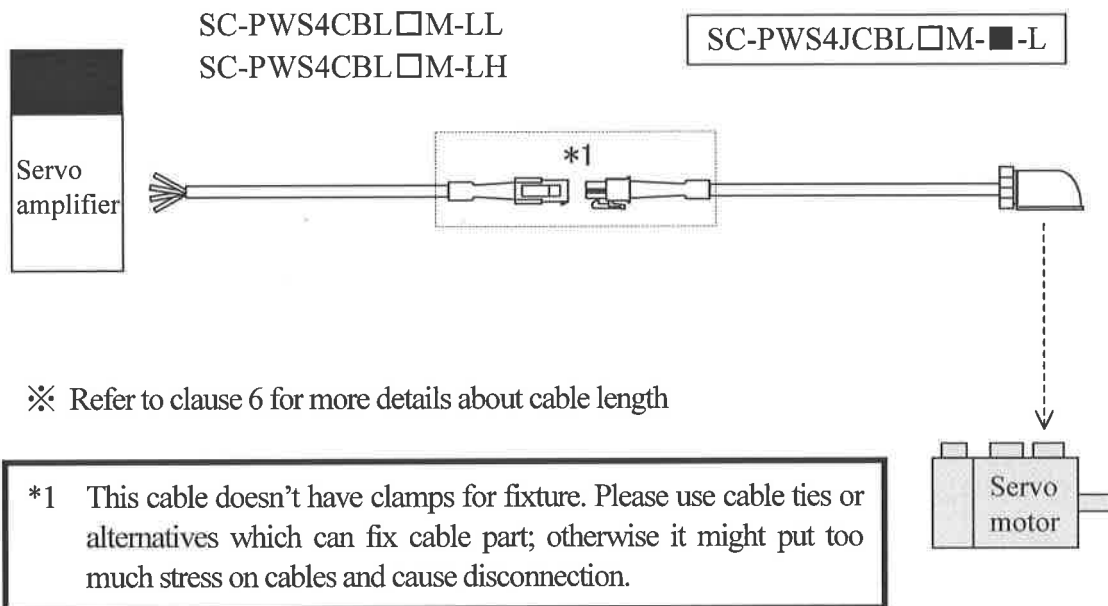 SC-PWS4CBL□M-LL
SC-PWS4CBL□M-LH
SC-PWS4JCBL□M-■-L
Servo
amplifier
*1
※ Refer to clause 6 for more details about cable length
*1 This cable doesn't have clamps for fixture. Please use cable ties or
alternatives which can fix cable part; otherwise it might put too
much stress on cables and cause disconnection.
Servo
motor